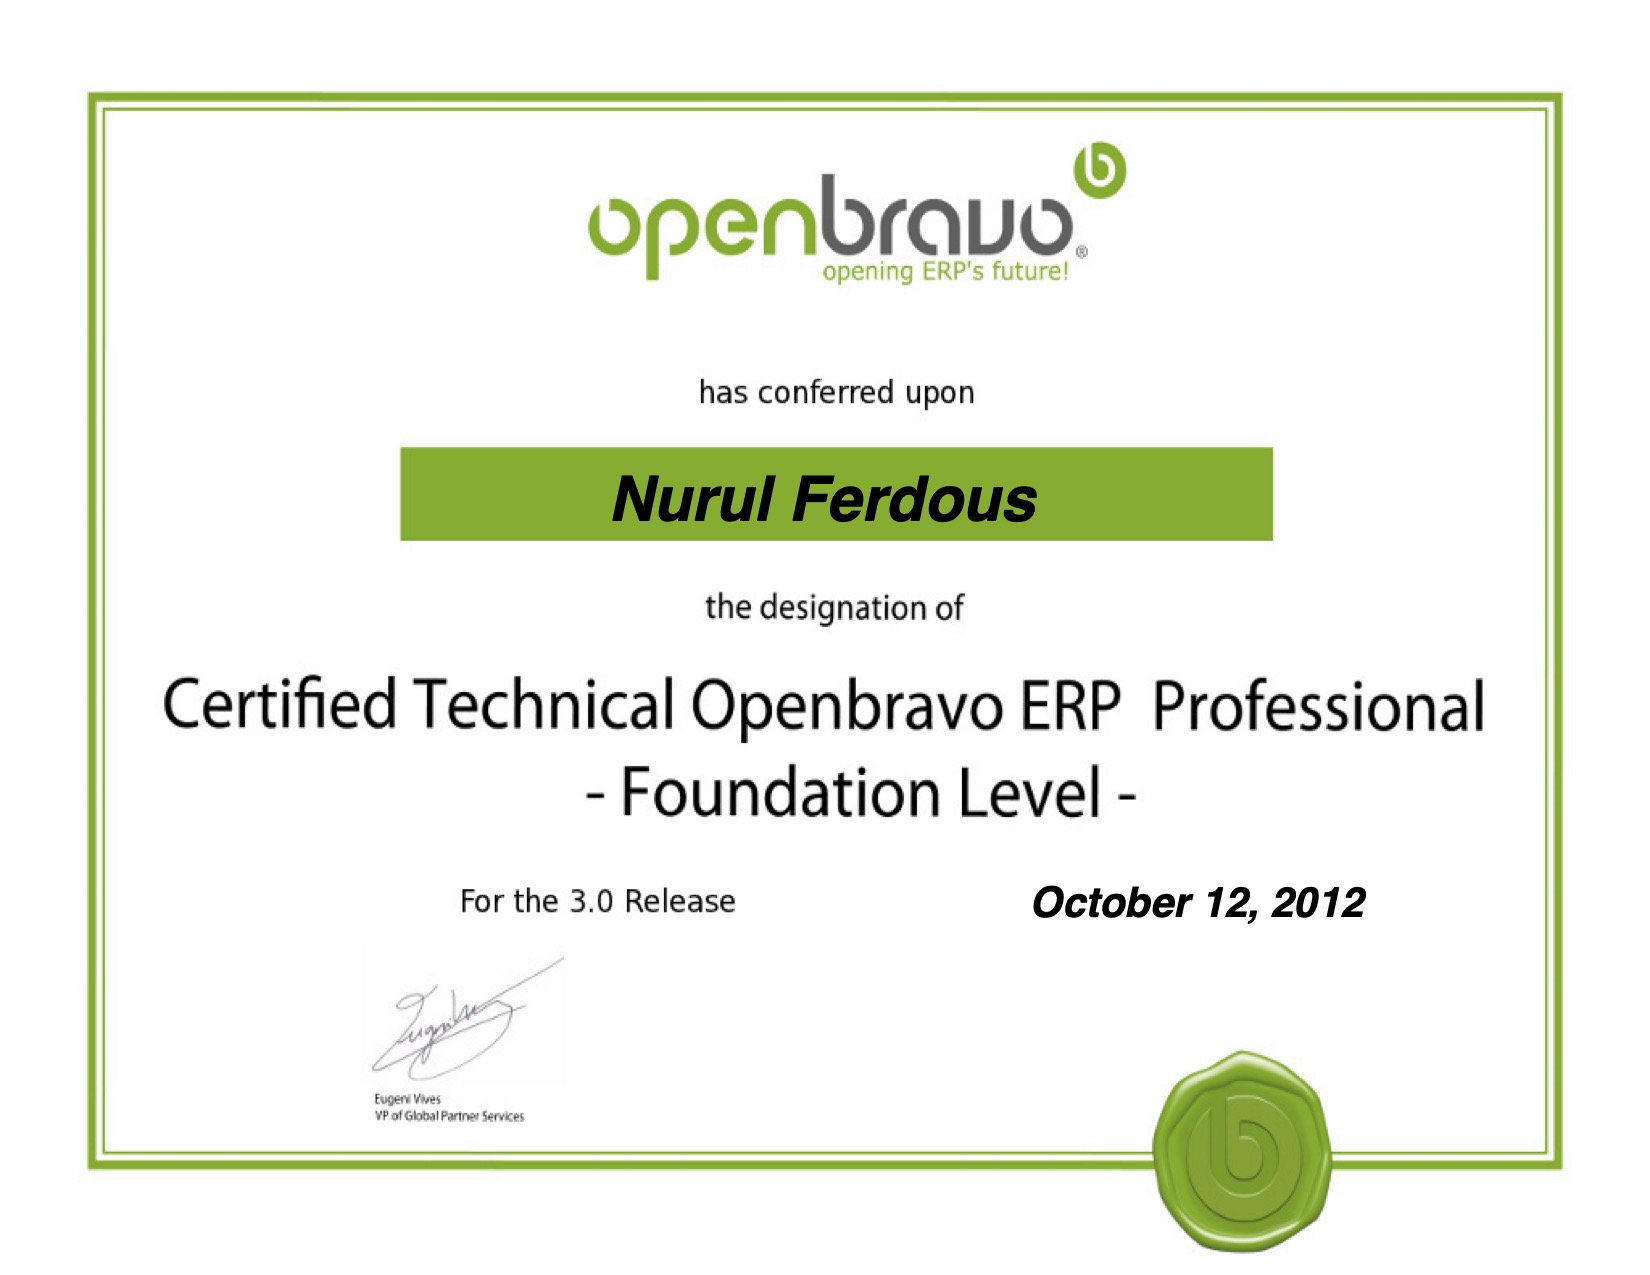 openbravo®
opening ERP's future!
has conferred upon
Nurul Ferdous
the designation of
Certified Technical Openbravo ERP Professional
- Foundation Level -
For the 3.0 Release
October 12, 2012
Eugeni Vives
VP of Global Partner Services